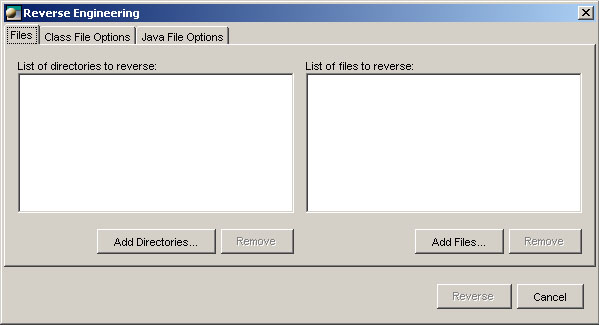 Reverse Engineering
Files Class File Options Java File Options
List of directories to reverse: List of files to reverse:
Add Directories... Remove Add Files... Remove
Reverse Cancel